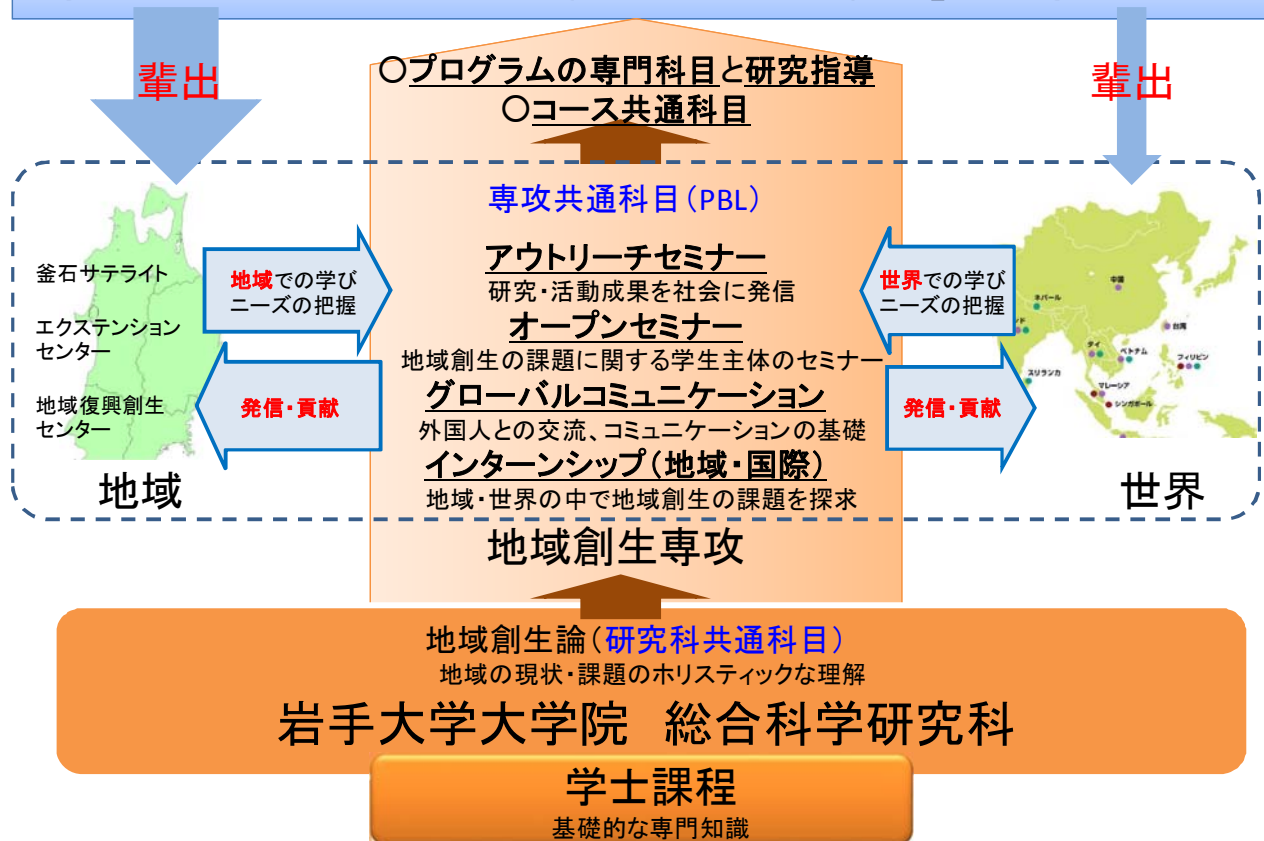 輩出
輩出
○プログラムの専門科目と研究指導
○コース共通科目
専攻共通科目(PBL)
アウトリーチセミナー
研究・活動成果を社会に発信
オープンセミナー
地域創生の課題に関する学生主体のセミナー
グローバルコミュニケーション
外国人との交流、コミュニケーションの基礎
インターンシップ(地域・国際)
地域・世界の中で地域創生の課題を探求
地域創生専攻
釜石サテライト
エクステンション
センター
地域復興創生
センター
地域
地域での学び
ニーズの把握
発信・貢献
世界での学び
ニーズの把握
発信・貢献
中国
ネパール
ンド
台湾
タイ
ベトナム
フィリピン
スリランカ
マレーシア
シンガポール
世界
地域創生論(研究科共通科目)
地域の現状・課題のホリスティックな理解
岩手大学大学院 総合科学研究科
学士課程
基礎的な専門知識